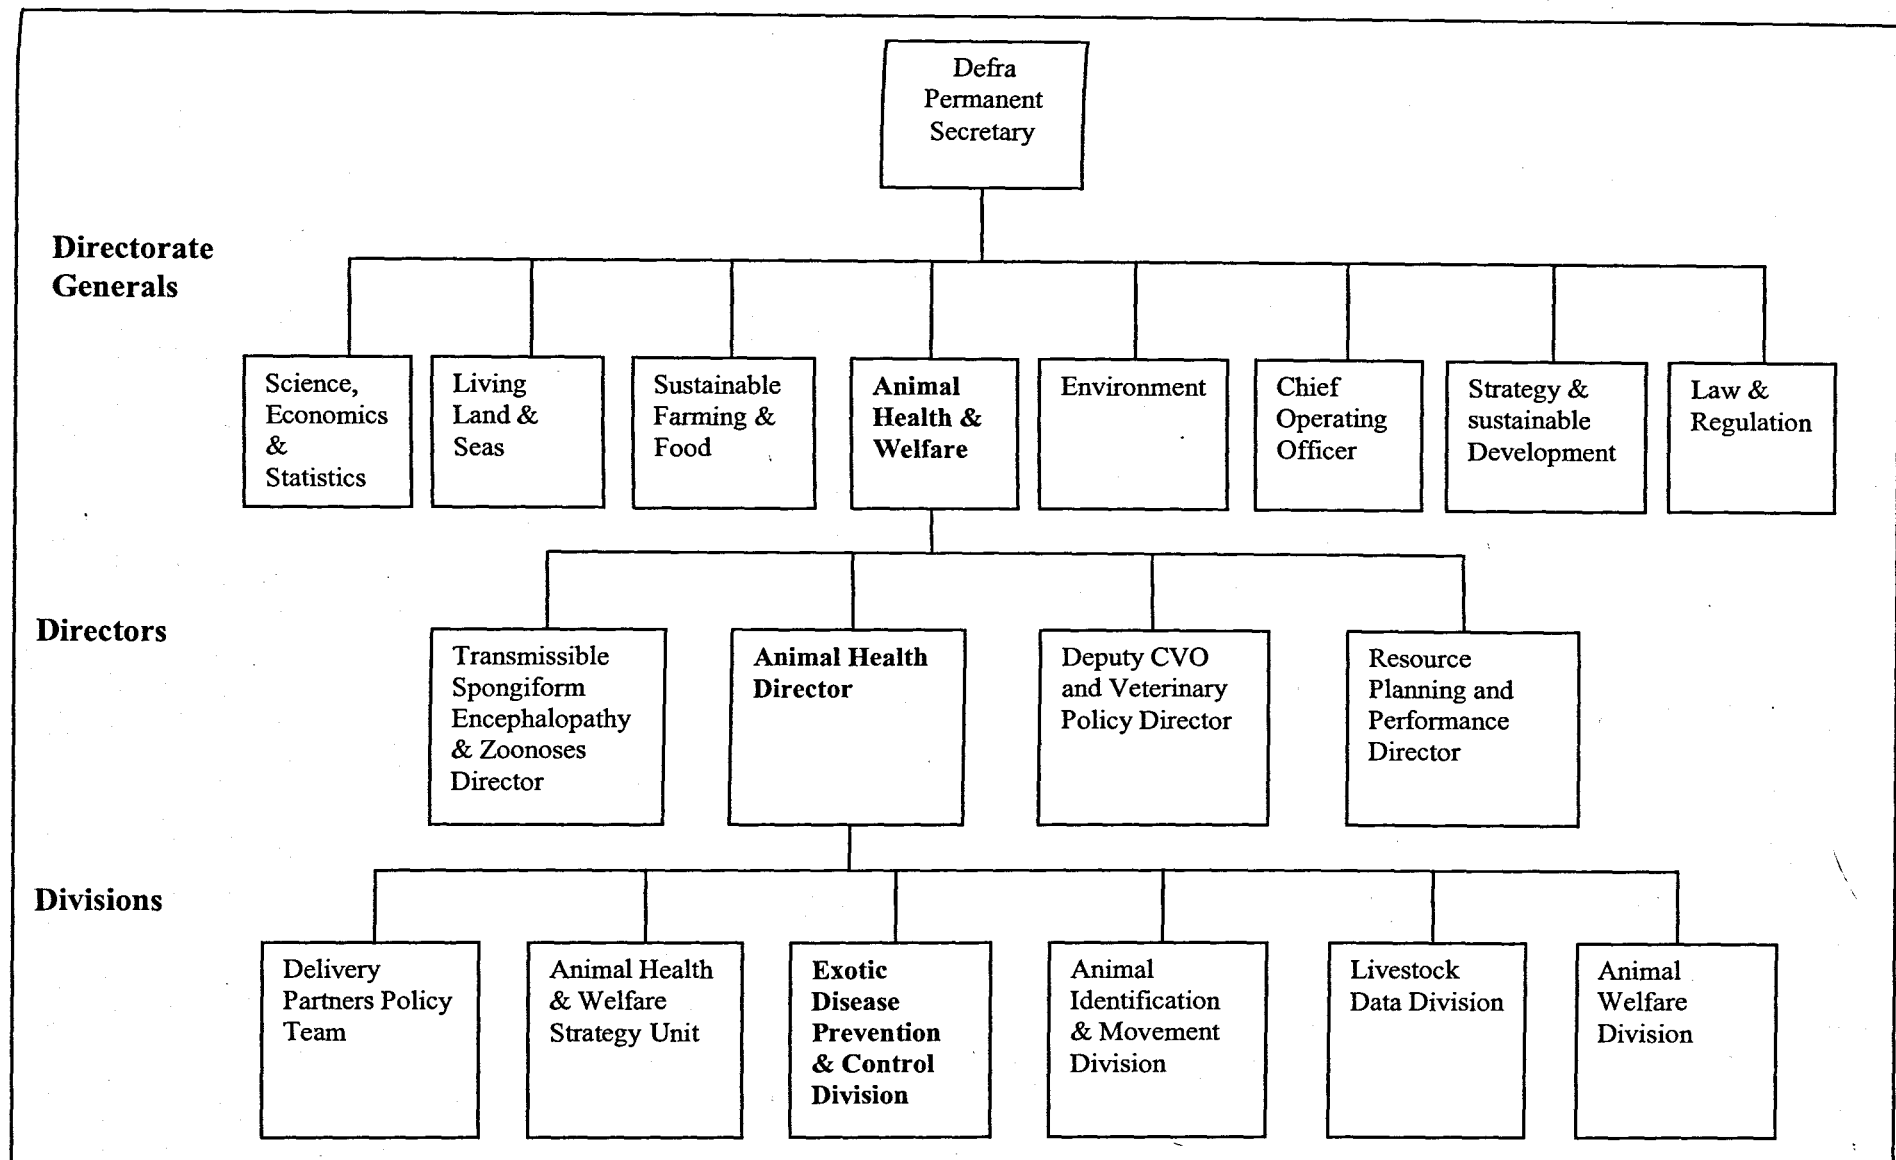 Defra
Permanent
Secretary
Directorate
Generals
Science,
Economics
&
Statistics
Living
Land &
Seas
Sustainable
Farming &
Food
Animal
Health &
Welfare
Environment
Chief
Operating
Officer
Strategy &
sustainable
Development
Law &
Regulation
Directors
Transmissible
Spongiform
Encephalopathy
& Zoonoses
Director
Animal Health
Director
Deputy CVO
and Veterinary
Policy Director
Resource
Planning and
Performance
Director
Divisions
Delivery
Partners Policy
Team
Animal Health
& Welfare
Strategy Unit
Exotic
Disease
Prevention
& Control
Division
Animal
Identification
& Movement
Division
Livestock
Data Division
Animal
Welfare
Division